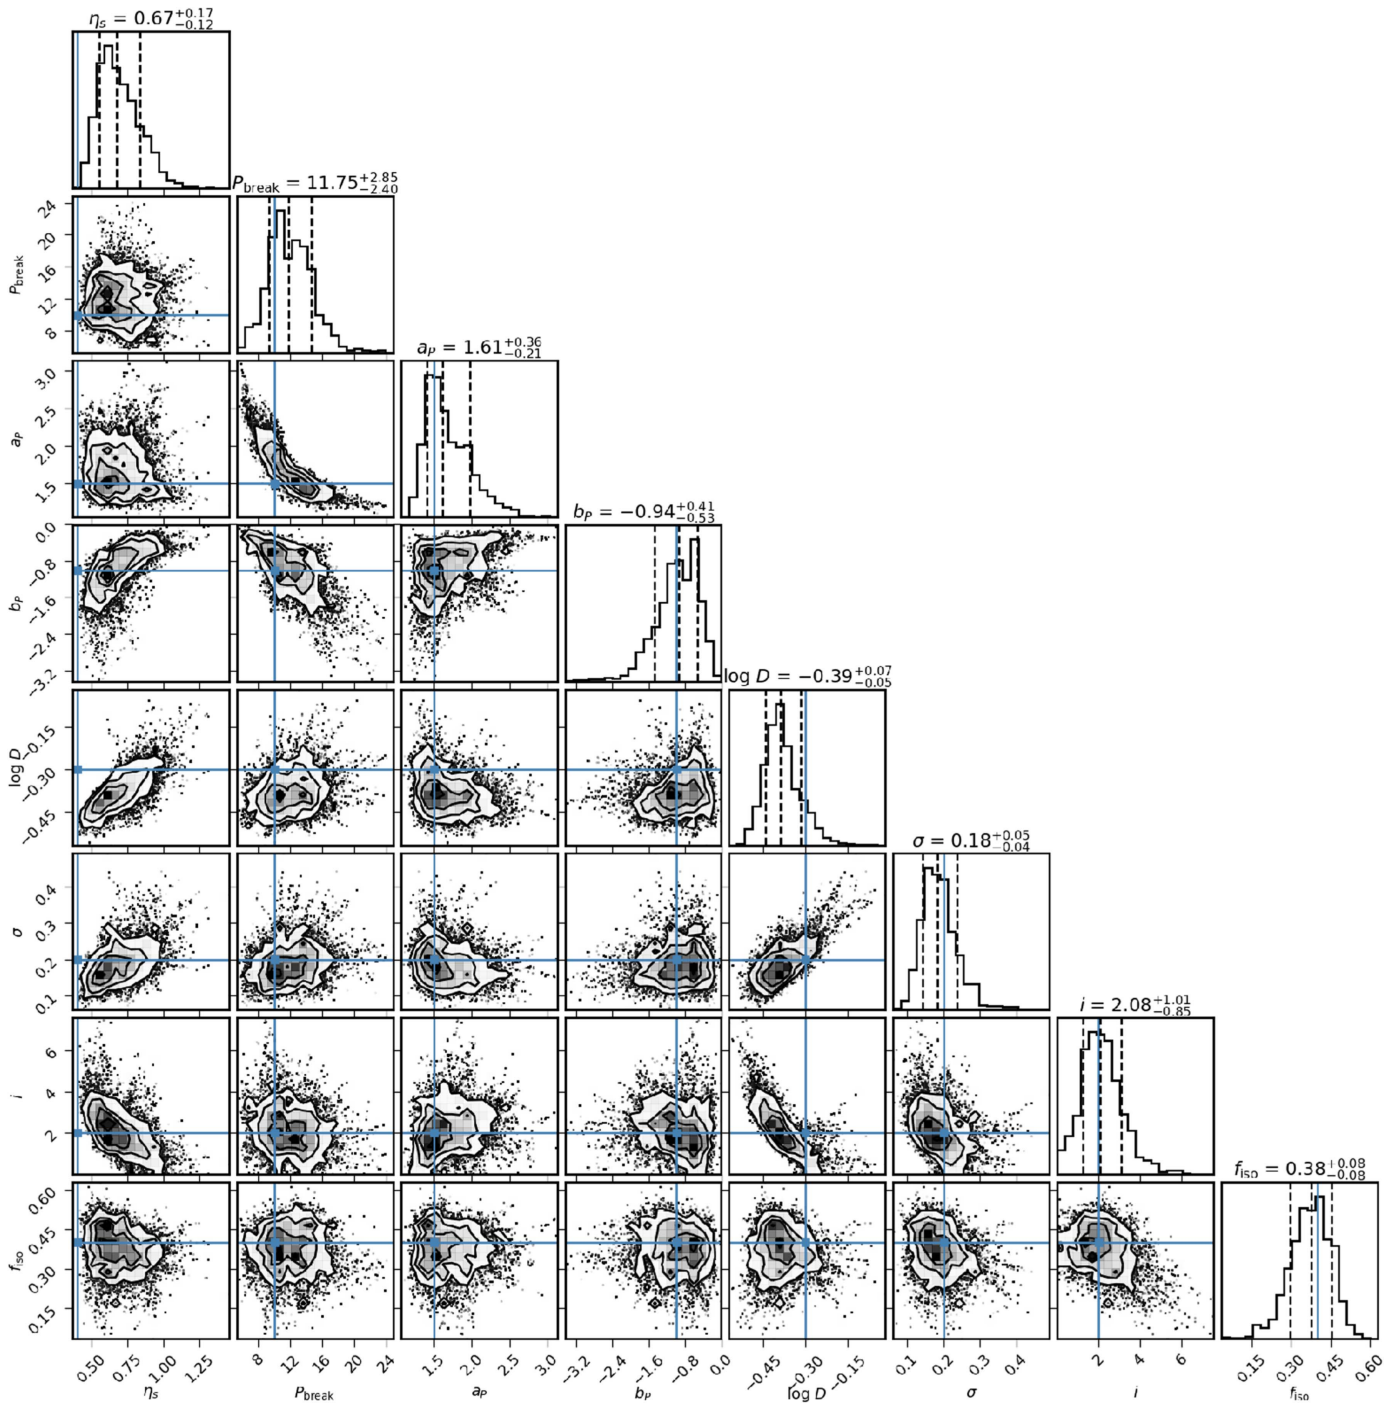 η_s = 0.67^{+0.17}_{−0.12}
P_break = 11.75^{+2.85}_{−2.40}
24
20
16
12
8
P_break
a_P = 1.61^{+0.36}_{−0.21}
3.0
2.5
2.0
1.5
a_P
b_P = −0.94^{+0.41}_{−0.53}
0.0
−0.8
−1.6
−2.4
−3.2
b_P
log D = −0.39^{+0.07}_{−0.05}
−0.15
−0.30
−0.45
log D
σ = 0.18^{+0.05}_{−0.04}
0.4
0.3
0.2
0.1
σ
i = 2.08^{+1.01}_{−0.85}
6
4
2
i
f_iso = 0.38^{+0.08}_{−0.08}
0.60
0.45
0.30
0.15
f_iso
0.50 0.75 1.00 1.25 8 12 16 20 24 1.5 2.0 2.5 3.0 −3.2 −2.4 −1.6 −0.8 0.0 −0.45 −0.30 −0.15 0.1 0.2 0.3 0.4 2 4 6 0.15 0.30 0.45 0.60
η_s P_break a_P b_P log D σ i f_iso